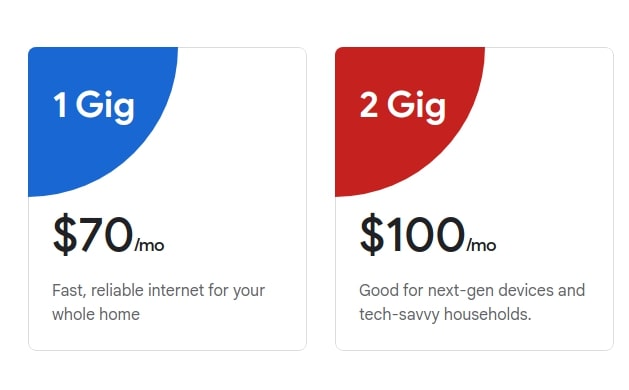 1 Gig
$70/mo
Fast, reliable internet for your
whole home
2 Gig
$100/mo
Good for next-gen devices and
tech-savvy households.